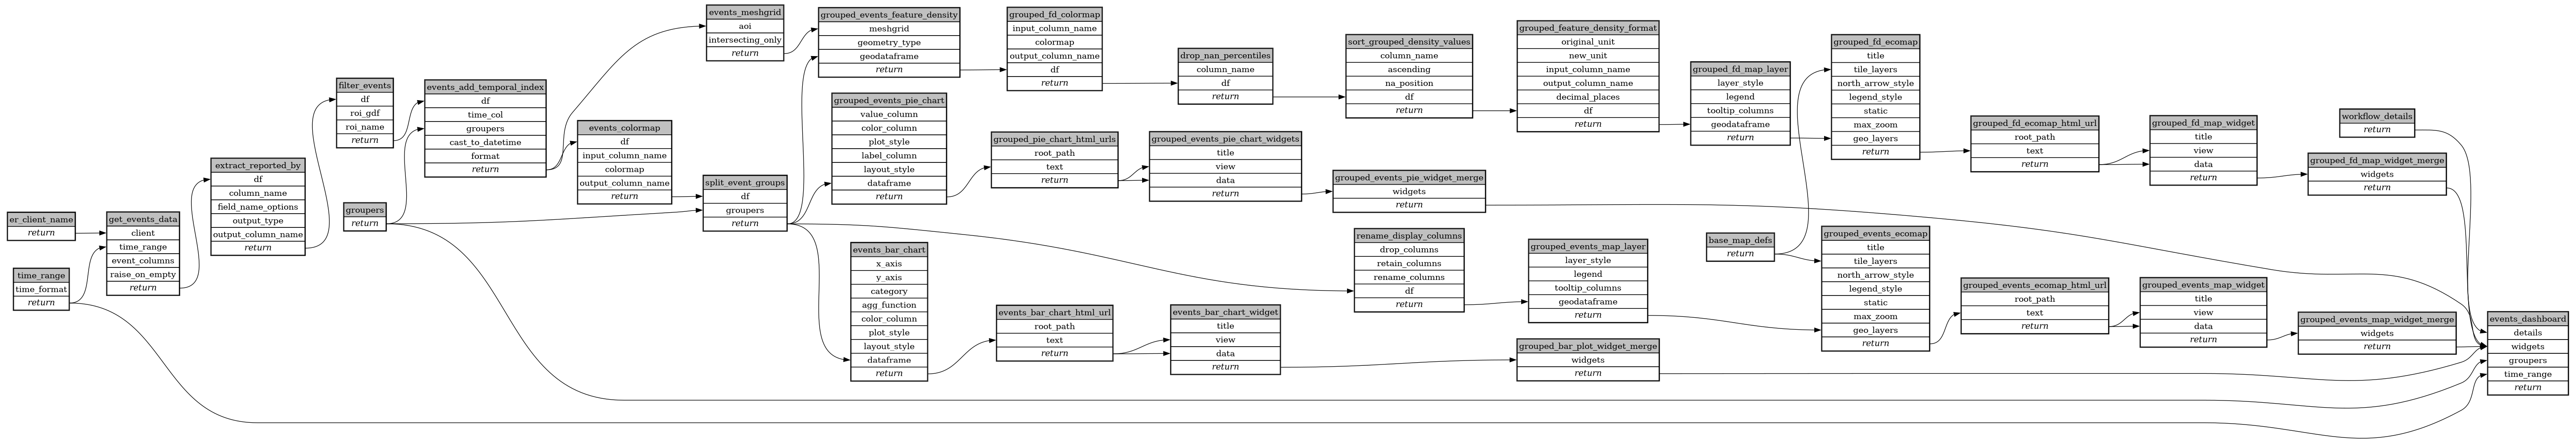 er_client_name
return
time_range
time_format
return
get_events_data
client
time_range
event_columns
raise_on_empty
return
extract_reported_by
df
column_name
field_name_options
output_type
output_column_name
return
filter_events
df
roi_gdf
roi_name
return
groupers
return
events_add_temporal_index
df
time_col
groupers
cast_to_datetime
format
return
events_colormap
df
input_column_name
colormap
output_column_name
return
events_meshgrid
aoi
intersecting_only
return
split_event_groups
df
groupers
return
grouped_events_feature_density
meshgrid
geometry_type
geodataframe
return
grouped_events_pie_chart
value_column
color_column
plot_style
label_column
layout_style
dataframe
return
events_bar_chart
x_axis
y_axis
category
agg_function
color_column
plot_style
layout_style
dataframe
return
grouped_fd_colormap
input_column_name
colormap
output_column_name
df
return
grouped_pie_chart_html_urls
root_path
text
return
events_bar_chart_html_url
root_path
text
return
drop_nan_percentiles
column_name
df
return
grouped_events_pie_chart_widgets
title
view
data
return
events_bar_chart_widget
title
view
data
return
sort_grouped_density_values
column_name
ascending
na_position
df
return
grouped_events_pie_widget_merge
widgets
return
rename_display_columns
drop_columns
retain_columns
rename_columns
df
return
grouped_feature_density_format
original_unit
new_unit
input_column_name
output_column_name
decimal_places
df
return
grouped_events_map_layer
layer_style
legend
tooltip_columns
geodataframe
return
grouped_bar_plot_widget_merge
widgets
return
grouped_fd_map_layer
layer_style
legend
tooltip_columns
geodataframe
return
base_map_defs
return
grouped_fd_ecomap
title
tile_layers
north_arrow_style
legend_style
static
max_zoom
geo_layers
return
grouped_events_ecomap
title
tile_layers
north_arrow_style
legend_style
static
max_zoom
geo_layers
return
grouped_fd_ecomap_html_url
root_path
text
return
grouped_events_ecomap_html_url
root_path
text
return
grouped_fd_map_widget
title
view
data
return
grouped_events_map_widget
title
view
data
return
workflow_details
return
grouped_fd_map_widget_merge
widgets
return
grouped_events_map_widget_merge
widgets
return
events_dashboard
details
widgets
groupers
time_range
return